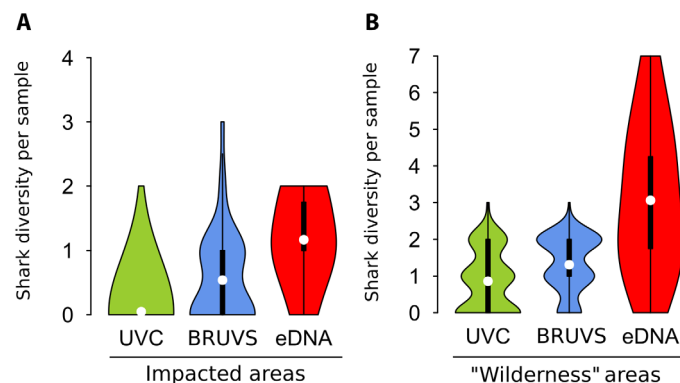 A
Shark diversity per sample
4
3
2
1
0
UVC BRUVS eDNA
Impacted areas
B
Shark diversity per sample
7
6
5
4
3
2
1
0
UVC BRUVS eDNA
"Wilderness" areas